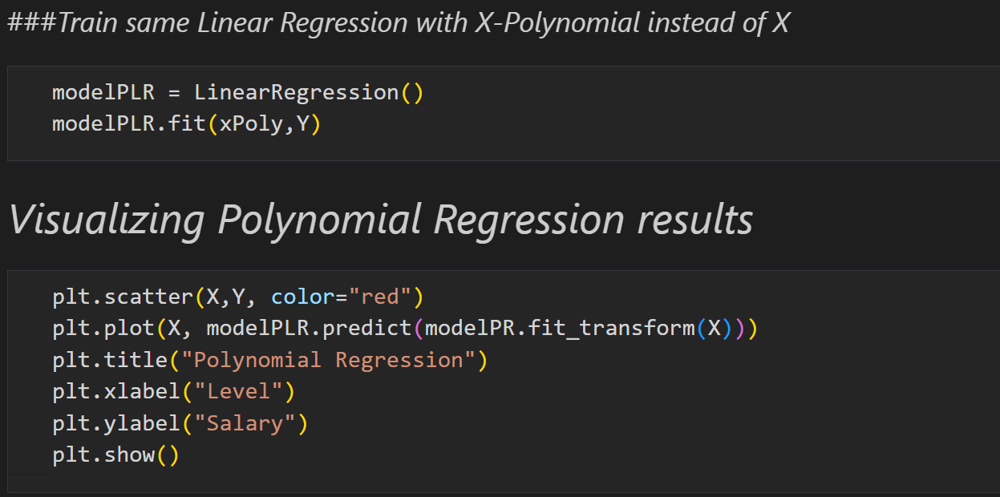 ###Train same Linear Regression with X-Polynomial instead of X
modelPLR = LinearRegression()
modelPLR.fit(xPoly,Y)
Visualizing Polynomial Regression results
plt.scatter(X,Y, color="red")
plt.plot(X, modelPLR.predict(modelPR.fit_transform(X)))
plt.title("Polynomial Regression")
plt.xlabel("Level")
plt.ylabel("Salary")
plt.show()